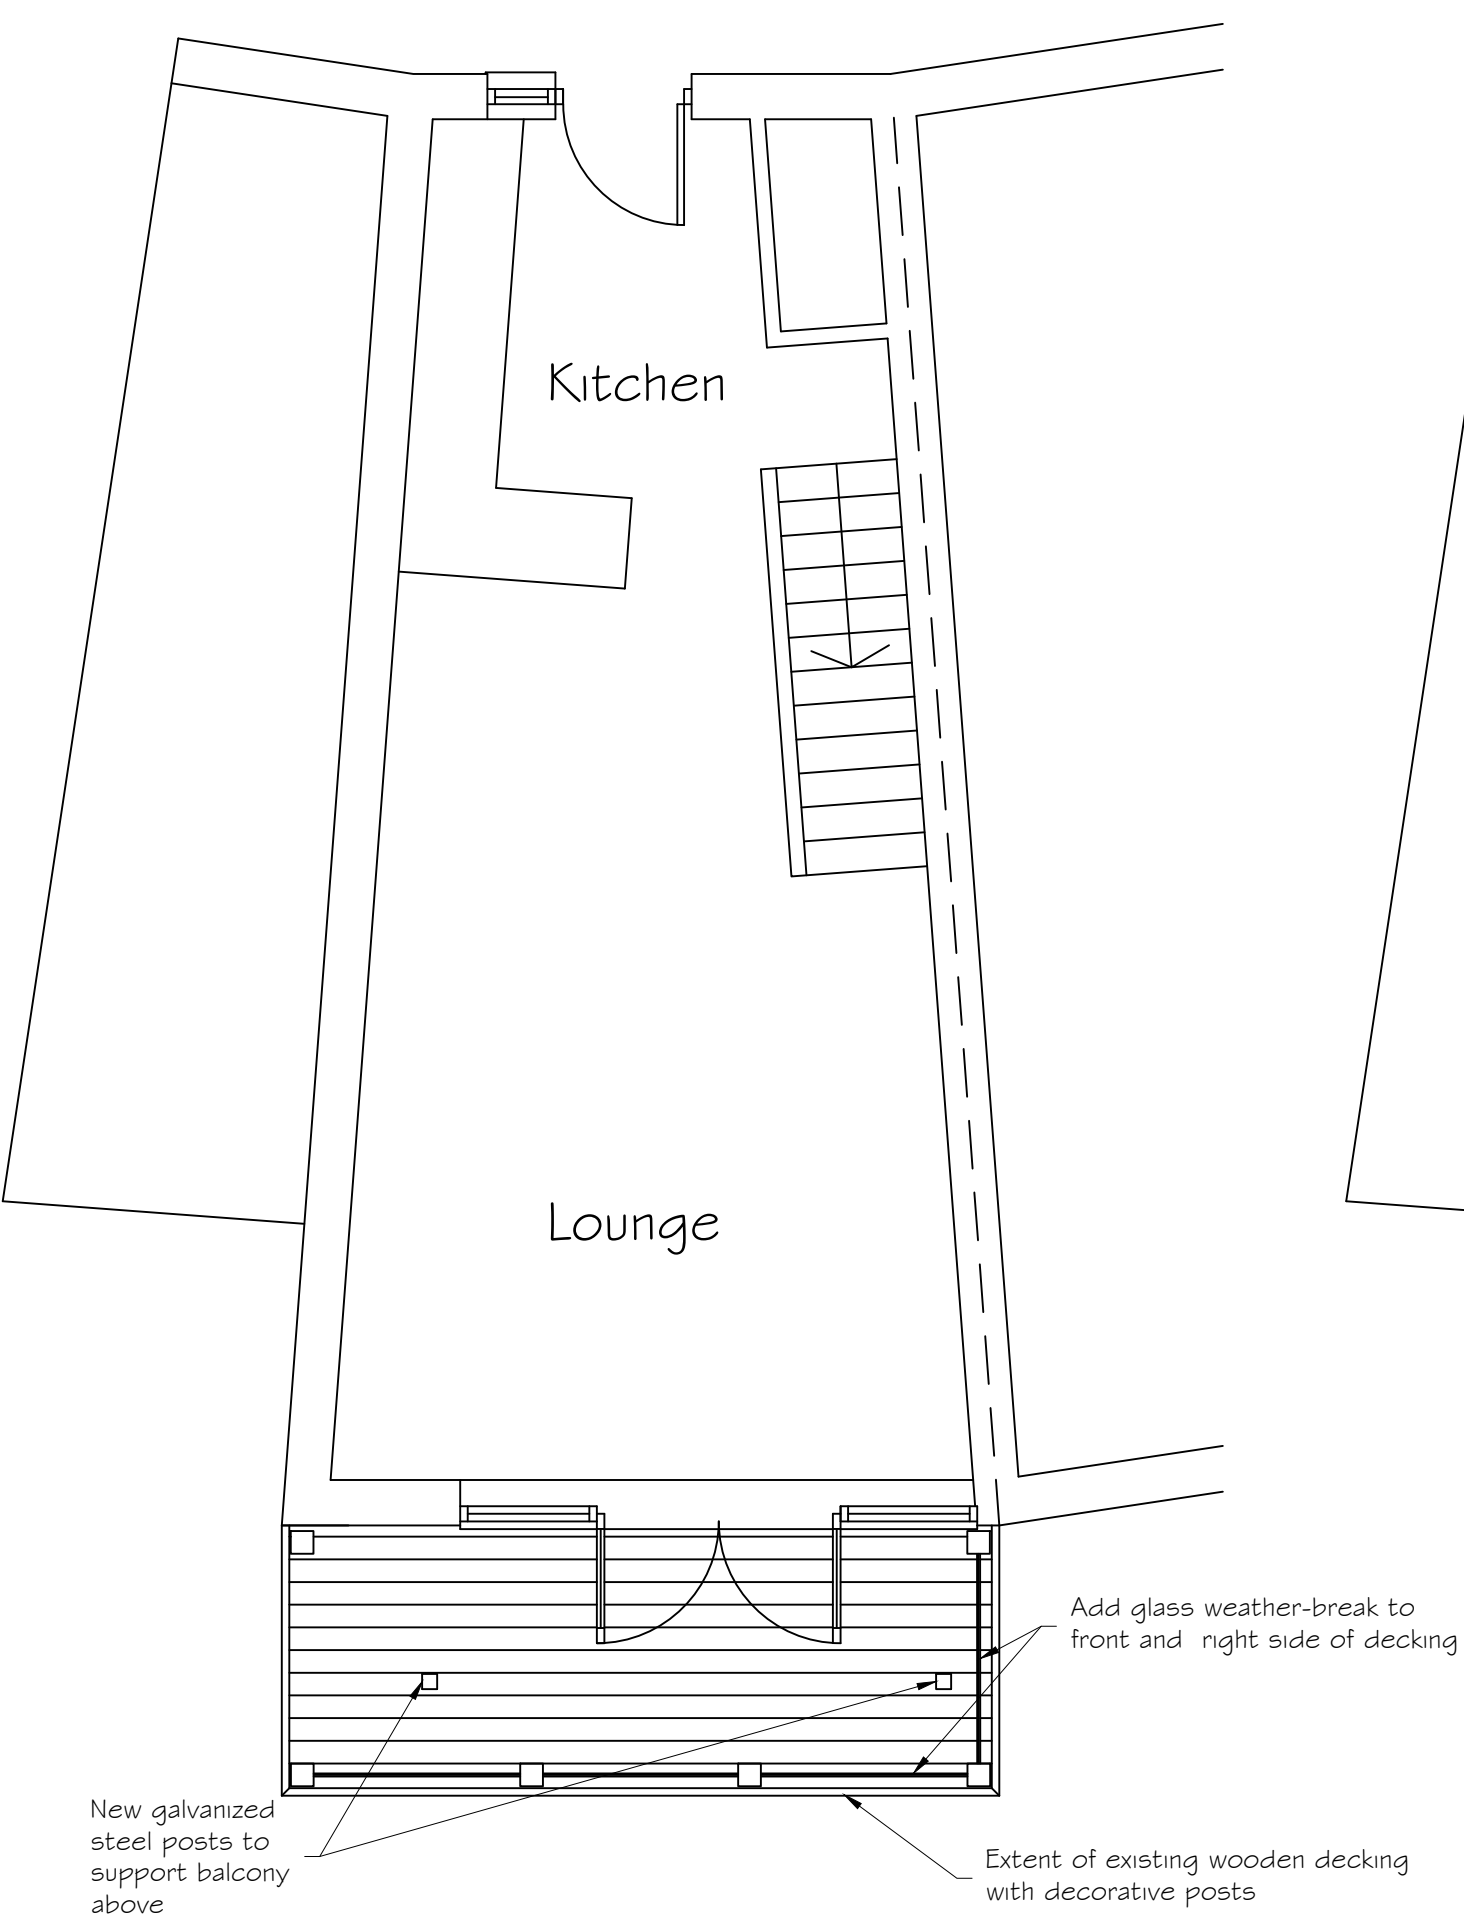 Kitchen
Lounge
Add glass weather-break to
front and right side of decking
New galvanized
steel posts to
support balcony
above
Extent of existing wooden decking
with decorative posts